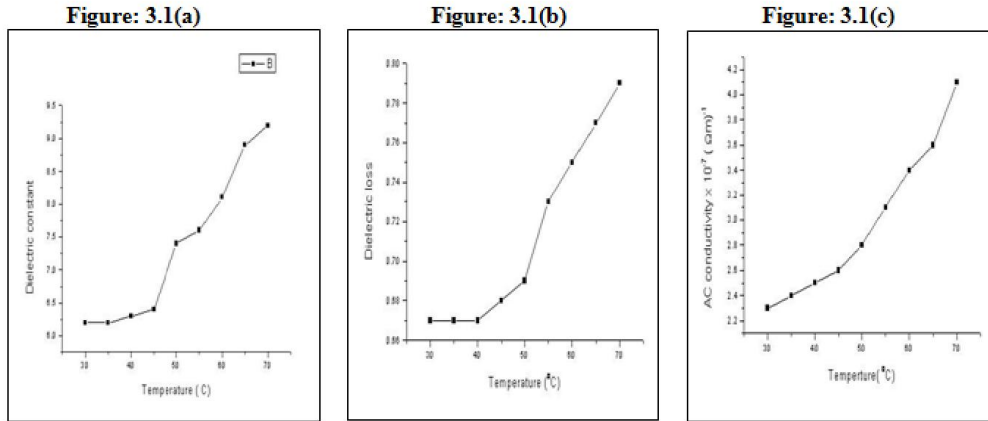 Figure: 3.1(a)
Figure: 3.1(b)
Figure: 3.1(c)
B
9.5
9.0
8.5
8.0
7.5
7.0
6.5
6.0
Dielectric constant
30 40 50 60 70
Temperature ( C)
0.80
0.78
0.76
0.74
0.72
0.70
0.68
0.66
Dielectric loss
30 40 50 60 70
Temperature (°C)
4.2
4.0
3.8
3.6
3.4
3.2
3.0
2.8
2.6
2.4
2.2
AC conductivity x 10⁻⁷ ( Ωm)⁻¹
30 40 50 60 70
Temperture(°C)